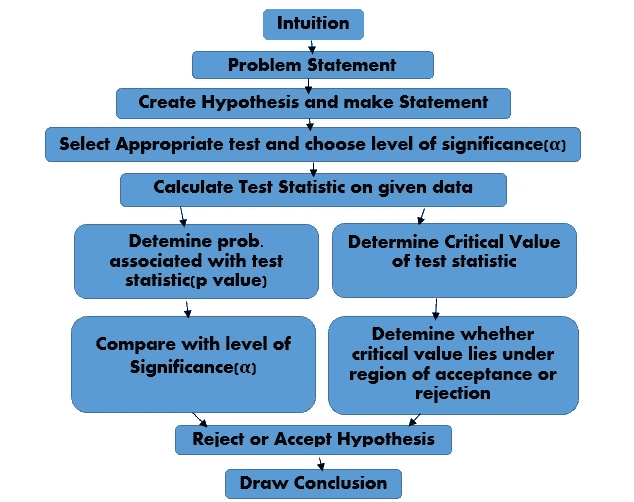 Intuition
Problem Statement
Create Hypothesis and make Statement
Select Appropriate test and choose level of significance(α)
Calculate Test Statistic on given data
Detemine prob.
associated with test
statistic(p value)
Determine Critical Value
of test statistic
Compare with level of
Significance(α)
Detemine whether
critical value lies under
region of acceptance or
rejection
Reject or Accept Hypothesis
Draw Conclusion